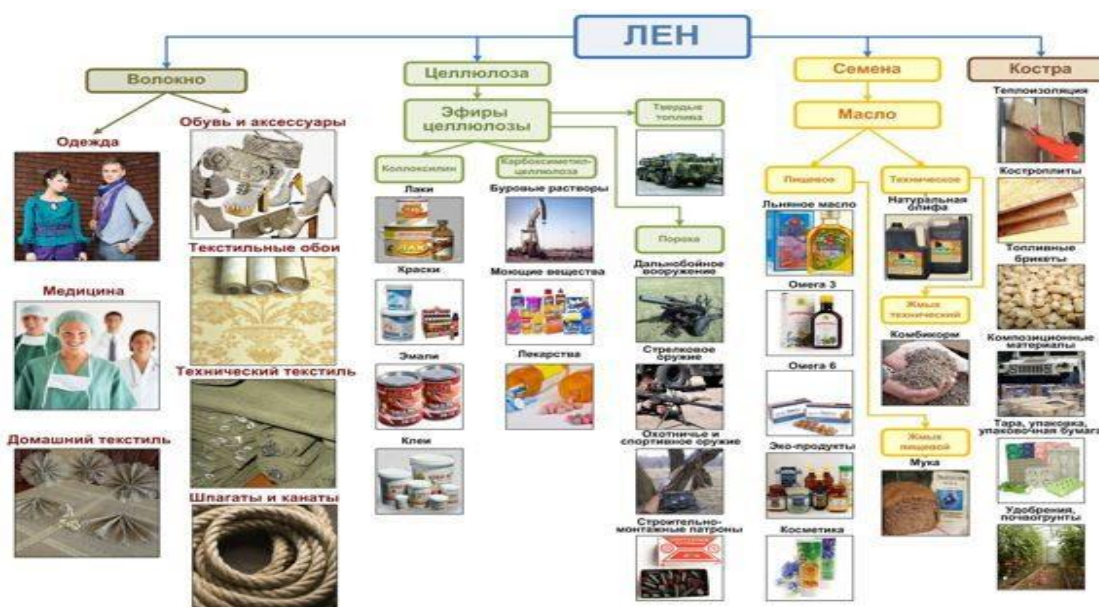 ЛЕН
Волокно
Одежда
Медицина
Домашний текстиль
Обувь и аксессуары
Текстильные обои
Технический текстиль
Шпагаты и канаты
Целлюлоза
Эфиры
целлюлозы
Коллоксилин
Лаки
Краски
Эмали
Клеи
Карбоксиметил-
целлюлоза
Буровые растворы
Моющие вещества
Лекарства
Твердые
топлива
Пороха
Дальнобойное
вооружение
Стрелковое
оружие
Охотничье и
спортивное оружие
Строительно-
монтажные патроны
Семена
Масло
Пищевое
Льняное масло
Омега 3
Омега 6
Эко-продукты
Косметика
Техническое
Натуральная
олифа
Жмых
технический
Комбикорм
Жмых
пищевой
Мука
Костра
Теплоизоляция
Костроплиты
Топливные
брикеты
Композиционные
материалы
Тара, упаковка,
упаковочная бумага
Удобрения,
почвогрунты